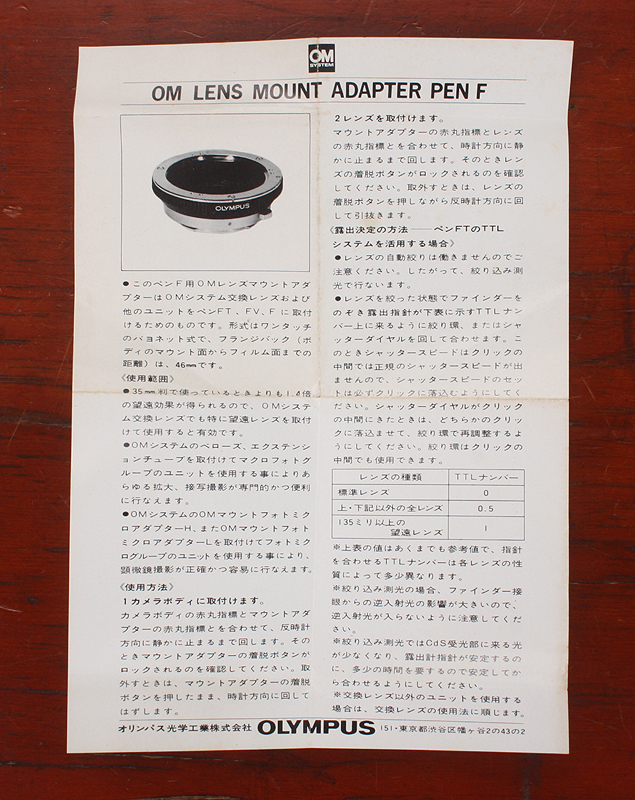 OM
SYSTEM
OM LENS MOUNT ADAPTER PEN F
OLYMPUS
●このペンF用OMレンズマウントアダ
プターはOMシステム交換レンズおよび
他のユニットをペンFT、FV、Fに取付
けるためのものです。形式はワンタッチ
のバヨネット式で、フランジバック（ボ
ディのマウント面からフィルム面までの
距離）は、46㎜です。
《使用範囲》
●35㎜判で使っているときよりも1.4倍
の望遠効果が得られるので、OMシステ
ム交換レンズでも特に望遠レンズを取付
けて使用すると有効です。
●OMシステムのベローズ、エクステンシ
ョンチューブを取付けてマクロフォトグ
ループのユニットを使用する事によりあ
らゆる拡大、接写撮影が専門的かつ便利
に行なえます。
●OMシステムのOMマウントフォトミク
ロアダプターH、またOMマウントフォト
ミクロアダプターLを取付けてフォトミク
ログループのユニットを使用する事により、
顕微鏡撮影が正確かつ容易に行なえます。
《使用方法》
1カメラボディに取付けます。
カメラボディの赤丸指標とマウントアダ
プターの赤丸指標とを合わせて、反時計
方向に静かに止まるまで回します。その
ときマウントアダプターの着脱ボタンが
ロックされるのを確認してください。取
外すときは、マウントアダプターの着脱
ボタンを押したまま、時計方向に回して
はずします。
2レンズを取付けます。
マウントアダプターの赤丸指標とレンズ
の赤丸指標とを合わせて、時計方向に静
かに止まるまで回します。そのときレン
ズの着脱ボタンがロックされるのを確認
してください。取外すときは、レンズの
着脱ボタンを押しながら反時計方向に回
して引抜きます。
《露出決定の方法——ペンFTのTTL
システムを活用する場合》
●レンズの自動絞りは働きませんのでご
注意ください。したがって、絞り込み測
光で行ないます。
●レンズを絞った状態でファインダーを
のぞき露出指針が下表に示すTTLナン
バー上に来るように絞り環、またはシャッ
ターダイヤルを回して合わせます。こ
のときシャッタースピードはクリックの
中間では正規のシャッタースピードが出
ませんので、シャッタースピードのセッ
トは必ずクリックに落込むようにしてく
ださい。シャッターダイヤルがクリック
の中間にきたときは、どちらかのクリッ
クに落込ませて、絞り環で再調整するよ
うにしてください。絞り環はクリックの
中間でも使用できます。
レンズの種類 TTLナンバー
標準レンズ 0
上・下記以外の全レンズ 0.5
135ミリ以上の
望遠レンズ 1
※上表の値はあくまでも参考値で、指針
を合わせるTTLナンバーは各レンズの性
質によって多少異なります。
※絞り込み測光の場合、ファインダー接
眼からの逆入射光の影響が大きいので、
逆入射光が入らないように注意してくだ
さい。
※絞り込み測光ではCdS受光部に来る光
が少なくなり、露出計指針が安定するの
に、多少の時間を要するので安定してか
ら合わせるようにしてください。
※交換レンズ以外のユニットを使用する
場合は、交換レンズの使用法に順じます。
オリンパス光学工業株式会社 OLYMPUS 151・東京都渋谷区幡ヶ谷2の43の2